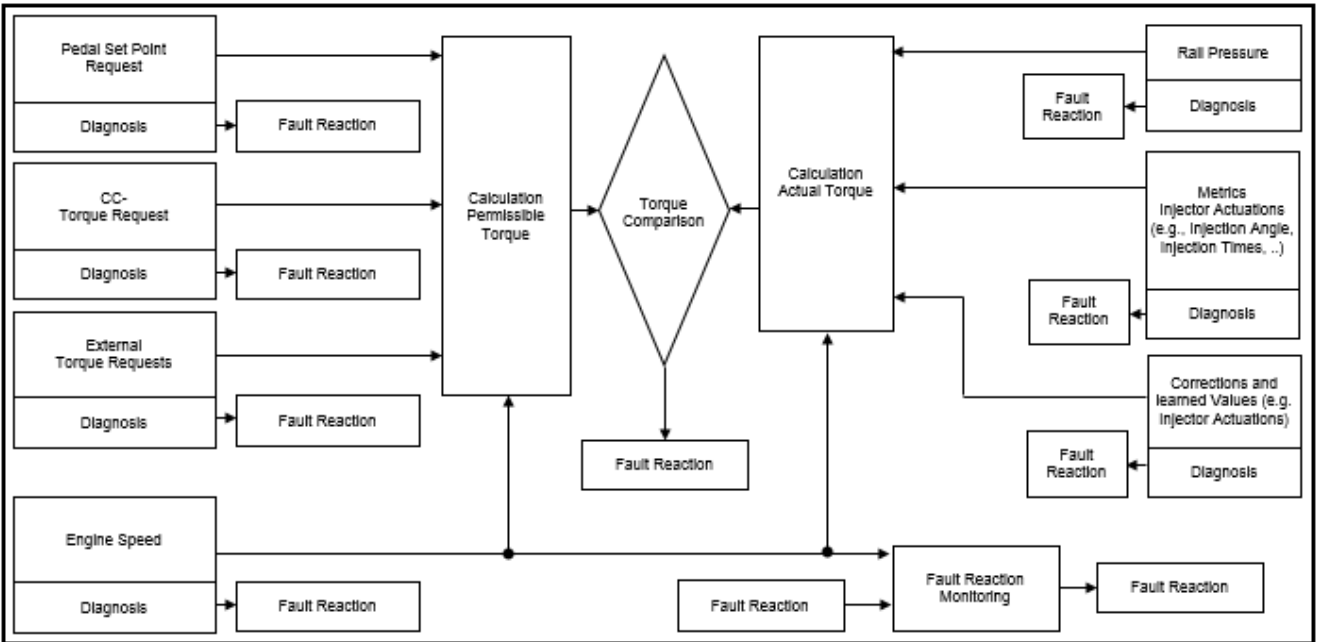 Pedal Set Point
Request
Diagnosis
Fault Reaction
CC-
Torque Request
Diagnosis
Fault Reaction
External
Torque Requests
Diagnosis
Fault Reaction
Engine Speed
Diagnosis
Fault Reaction
Calculation
Permissible
Torque
Torque
Comparison
Fault Reaction
Calculation
Actual Torque
Rail Pressure
Diagnosis
Fault
Reaction
Metrics
Injector Actuations
(e.g., Injection Angle,
Injection Times, ..)
Diagnosis
Fault
Reaction
Corrections and
learned Values (e.g.
Injector Actuations)
Diagnosis
Fault
Reaction
Fault Reaction
Fault Reaction
Monitoring
Fault Reaction